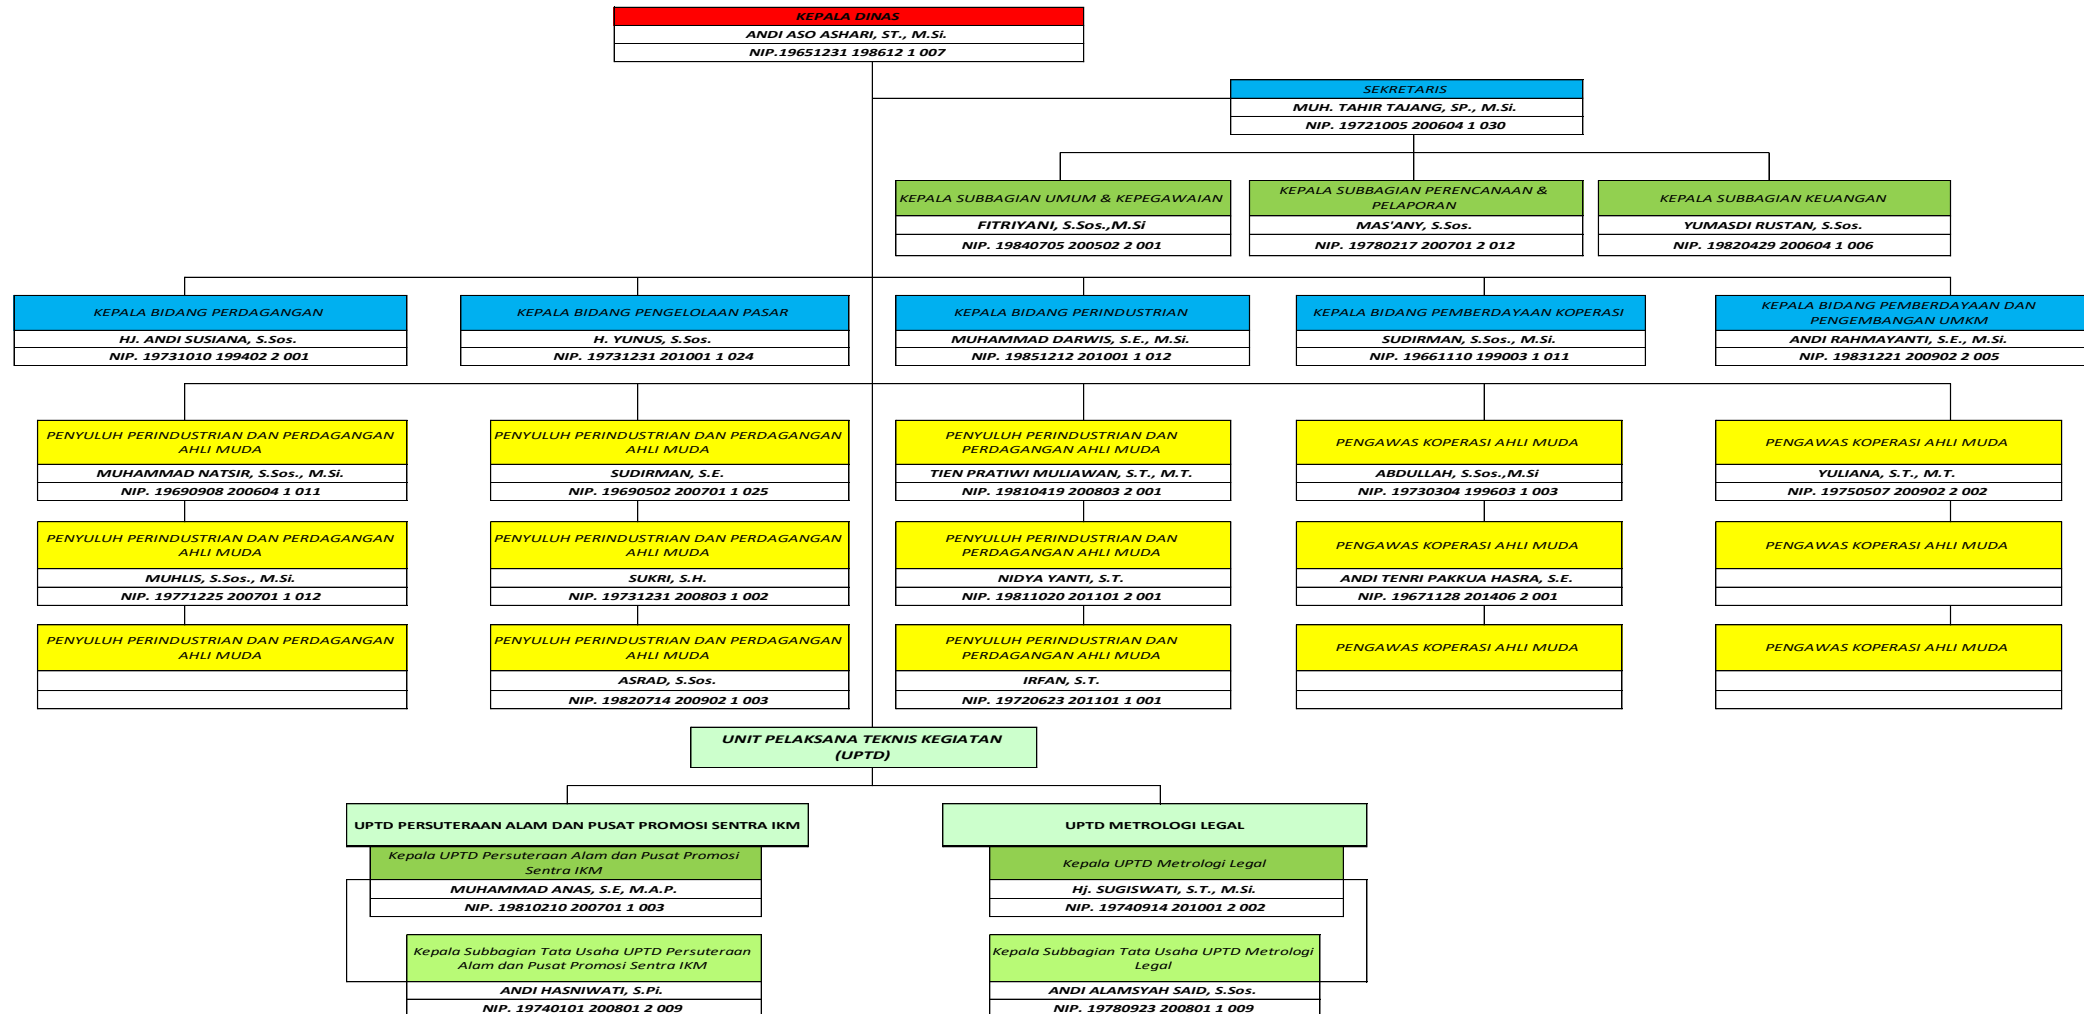 KEPALA DINAS
ANDI ASO ASHARI, ST., M.Si.
NIP.19651231 198612 1 007
SEKRETARIS
MUH. TAHIR TAJANG, SP., M.Si.
NIP. 19721005 200604 1 030
KEPALA SUBBAGIAN UMUM & KEPEGAWAIAN
FITRIYANI, S.Sos.,M.Si
NIP. 19840705 200502 2 001
KEPALA SUBBAGIAN PERENCANAAN &
PELAPORAN
MAS'ANY, S.Sos.
NIP. 19780217 200701 2 012
KEPALA SUBBAGIAN KEUANGAN
YUMASDI RUSTAN, S.Sos.
NIP. 19820429 200604 1 006
KEPALA BIDANG PERDAGANGAN
HJ. ANDI SUSIANA, S.Sos.
NIP. 19731010 199402 2 001
KEPALA BIDANG PENGELOLAAN PASAR
H. YUNUS, S.Sos.
NIP. 19731231 201001 1 024
KEPALA BIDANG PERINDUSTRIAN
MUHAMMAD DARWIS, S.E., M.Si.
NIP. 19851212 201001 1 012
KEPALA BIDANG PEMBERDAYAAN KOPERASI
SUDIRMAN, S.Sos., M.Si.
NIP. 19661110 199003 1 011
KEPALA BIDANG PEMBERDAYAAN DAN
PENGEMBANGAN UMKM
ANDI RAHMAYANTI, S.E., M.Si.
NIP. 19831221 200902 2 005
PENYULUH PERINDUSTRIAN DAN PERDAGANGAN
AHLI MUDA
MUHAMMAD NATSIR, S.Sos., M.Si.
NIP. 19690908 200604 1 011
PENYULUH PERINDUSTRIAN DAN PERDAGANGAN
AHLI MUDA
SUDIRMAN, S.E.
NIP. 19690502 200701 1 025
PENYULUH PERINDUSTRIAN DAN
PERDAGANGAN AHLI MUDA
TIEN PRATIWI MULIAWAN, S.T., M.T.
NIP. 19810419 200803 2 001
PENGAWAS KOPERASI AHLI MUDA
ABDULLAH, S.Sos.,M.Si
NIP. 19730304 199603 1 003
PENGAWAS KOPERASI AHLI MUDA
YULIANA, S.T., M.T.
NIP. 19750507 200902 2 002
PENYULUH PERINDUSTRIAN DAN PERDAGANGAN
AHLI MUDA
MUHLIS, S.Sos., M.Si.
NIP. 19771225 200701 1 012
PENYULUH PERINDUSTRIAN DAN PERDAGANGAN
AHLI MUDA
SUKRI, S.H.
NIP. 19731231 200803 1 002
PENYULUH PERINDUSTRIAN DAN
PERDAGANGAN AHLI MUDA
NIDYA YANTI, S.T.
NIP. 19811020 201101 2 001
PENGAWAS KOPERASI AHLI MUDA
ANDI TENRI PAKKUA HASRA, S.E.
NIP. 19671128 201406 2 001
PENGAWAS KOPERASI AHLI MUDA
PENYULUH PERINDUSTRIAN DAN PERDAGANGAN
AHLI MUDA
PENYULUH PERINDUSTRIAN DAN PERDAGANGAN
AHLI MUDA
ASRAD, S.Sos.
NIP. 19820714 200902 1 003
PENYULUH PERINDUSTRIAN DAN
PERDAGANGAN AHLI MUDA
IRFAN, S.T.
NIP. 19720623 201101 1 001
PENGAWAS KOPERASI AHLI MUDA
PENGAWAS KOPERASI AHLI MUDA
UNIT PELAKSANA TEKNIS KEGIATAN
(UPTD)
UPTD PERSUTERAAN ALAM DAN PUSAT PROMOSI SENTRA IKM
Kepala UPTD Persuteraan Alam dan Pusat Promosi
Sentra IKM
MUHAMMAD ANAS, S.E, M.A.P.
NIP. 19810210 200701 1 003
Kepala Subbagian Tata Usaha UPTD Persuteraan
Alam dan Pusat Promosi Sentra IKM
ANDI HASNIWATI, S.Pi.
NIP. 19740101 200801 2 009
UPTD METROLOGI LEGAL
Kepala UPTD Metrologi Legal
Hj. SUGISWATI, S.T., M.Si.
NIP. 19740914 201001 2 002
Kepala Subbagian Tata Usaha UPTD Metrologi
Legal
ANDI ALAMSYAH SAID, S.Sos.
NIP. 19780923 200801 1 009